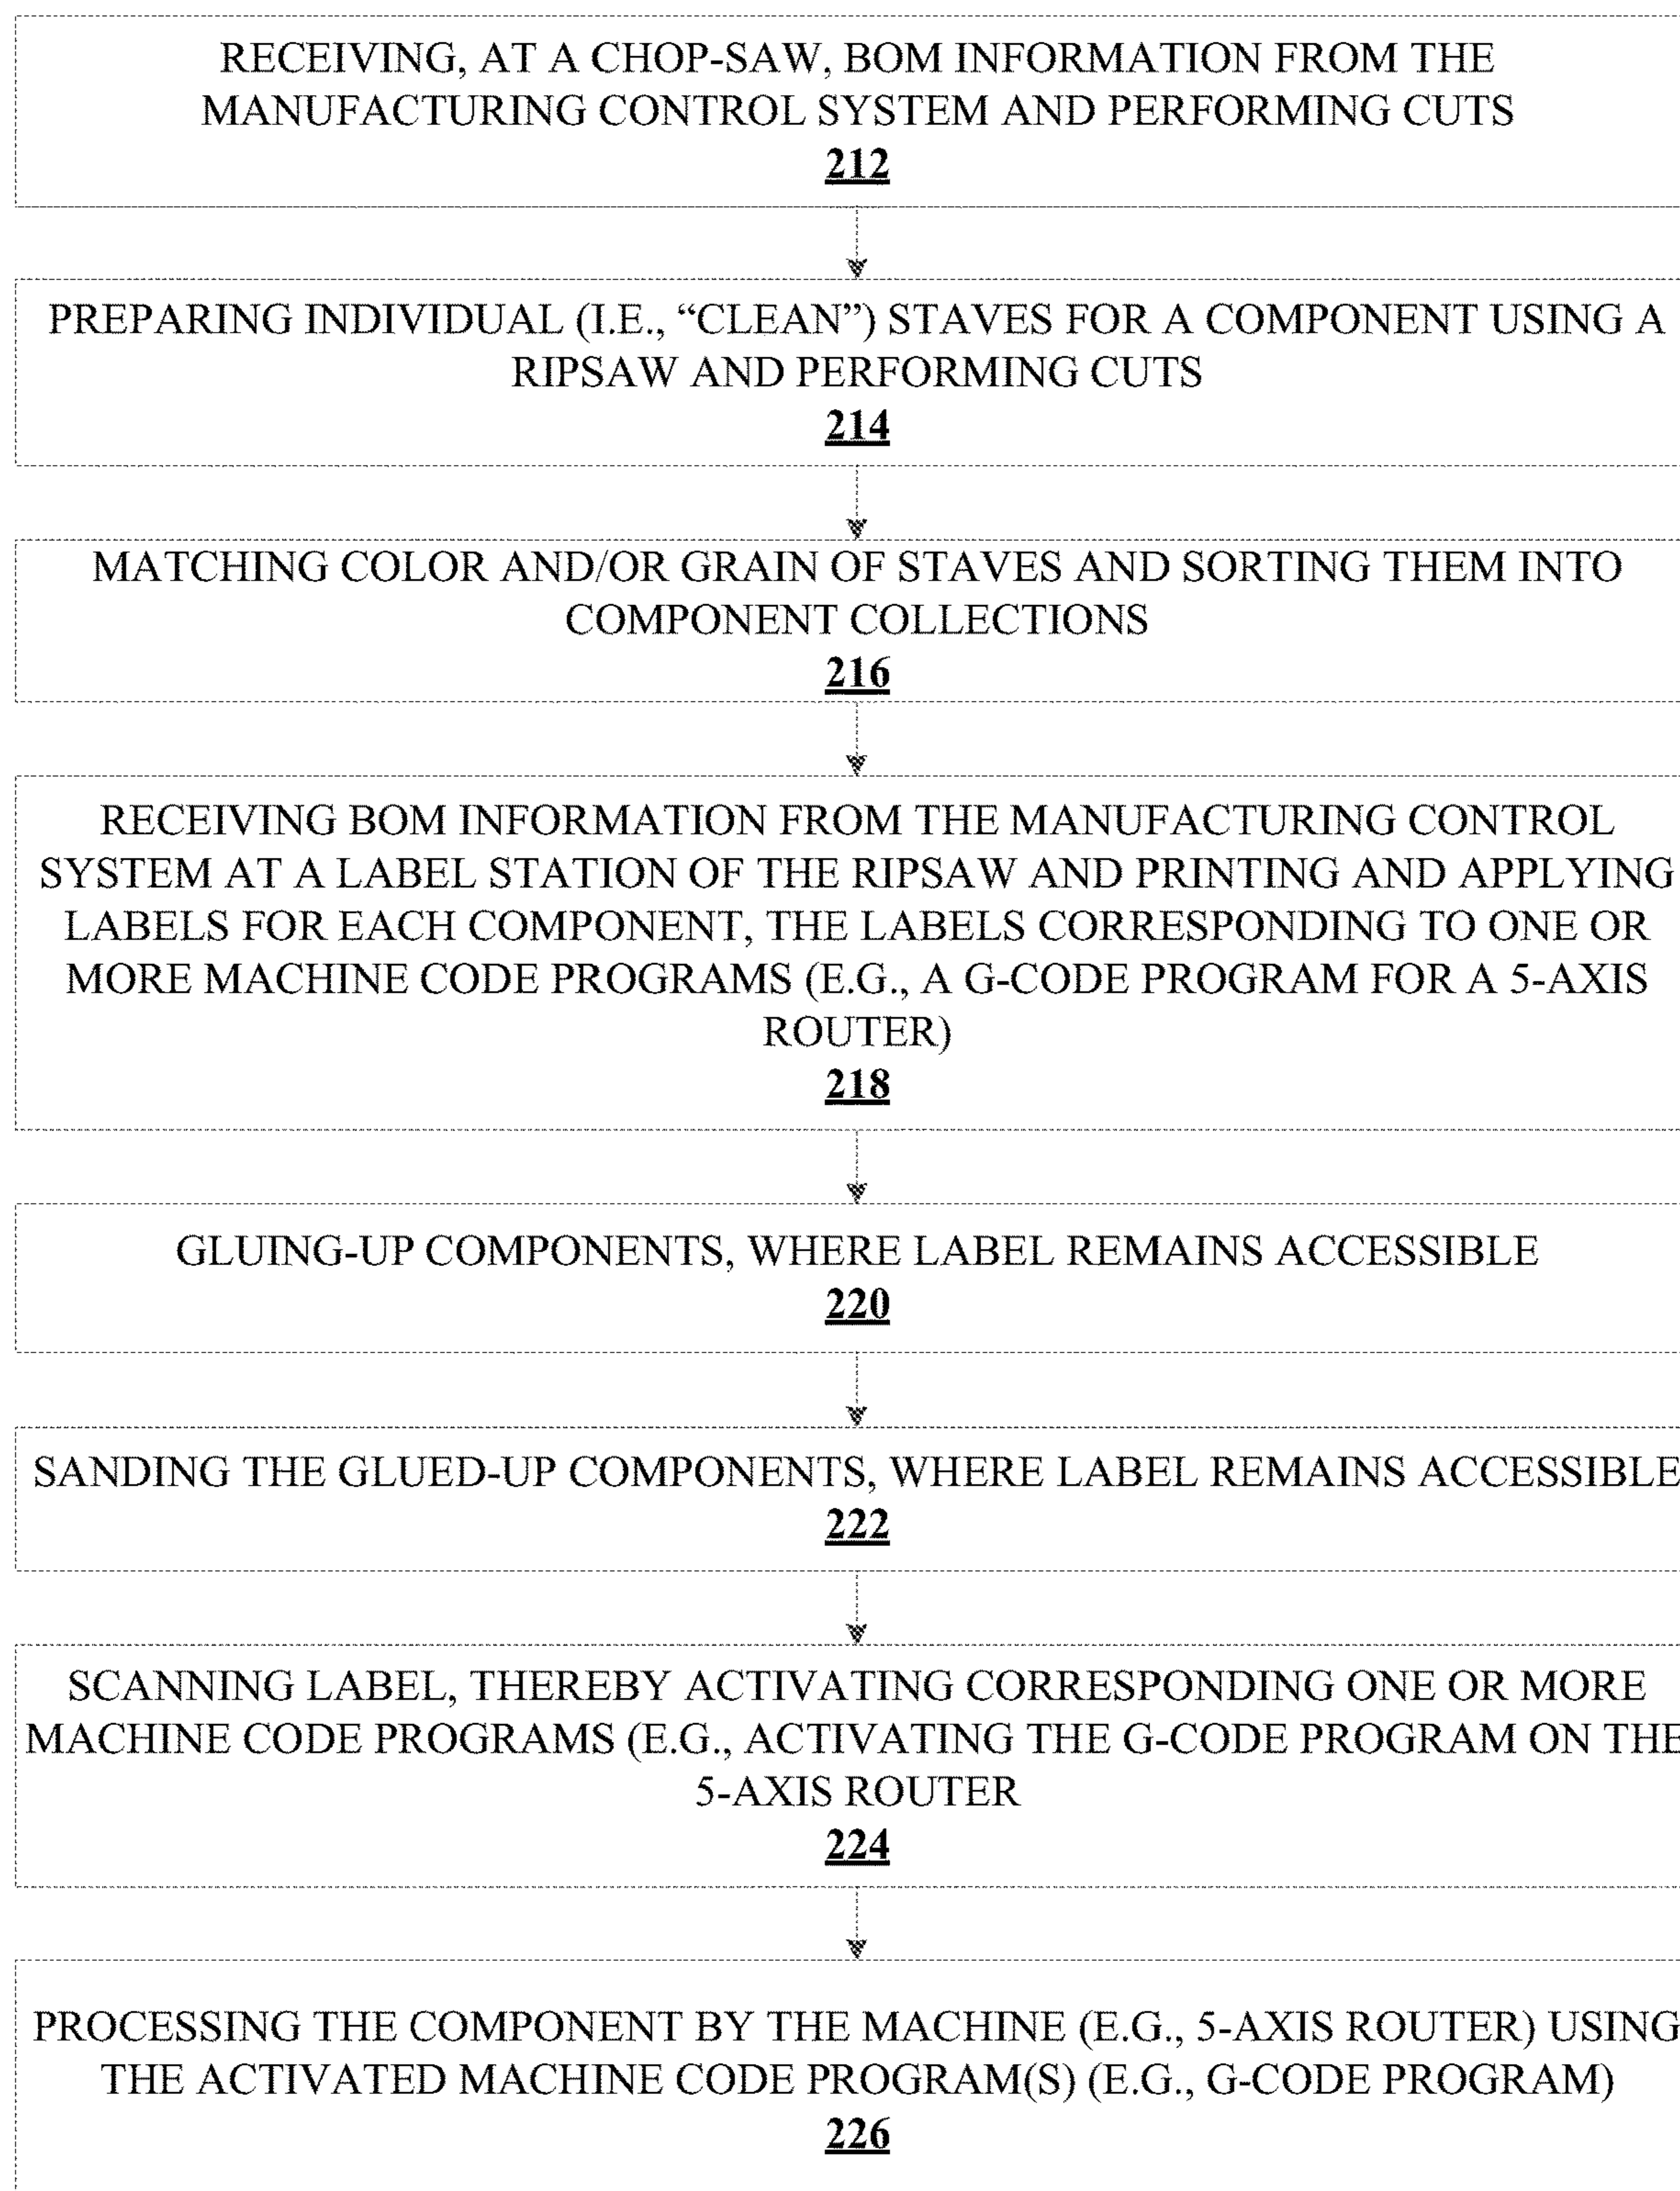 RECEIVING, AT A CHOP-SAW, BOM INFORMATION FROM THE
MANUFACTURING CONTROL SYSTEM AND PERFORMING CUTS
212
PREPARING INDIVIDUAL (I.E., “CLEAN”) STAVES FOR A COMPONENT USING A
RIPSAW AND PERFORMING CUTS
214
MATCHING COLOR AND/OR GRAIN OF STAVES AND SORTING THEM INTO
COMPONENT COLLECTIONS
216
RECEIVING BOM INFORMATION FROM THE MANUFACTURING CONTROL
SYSTEM AT A LABEL STATION OF THE RIPSAW AND PRINTING AND APPLYING
LABELS FOR EACH COMPONENT, THE LABELS CORRESPONDING TO ONE OR
MORE MACHINE CODE PROGRAMS (E.G., A G-CODE PROGRAM FOR A 5-AXIS
ROUTER)
218
GLUING-UP COMPONENTS, WHERE LABEL REMAINS ACCESSIBLE
220
SANDING THE GLUED-UP COMPONENTS, WHERE LABEL REMAINS ACCESSIBLE
222
SCANNING LABEL, THEREBY ACTIVATING CORRESPONDING ONE OR MORE
MACHINE CODE PROGRAMS (E.G., ACTIVATING THE G-CODE PROGRAM ON THE
5-AXIS ROUTER
224
PROCESSING THE COMPONENT BY THE MACHINE (E.G., 5-AXIS ROUTER) USING
THE ACTIVATED MACHINE CODE PROGRAM(S) (E.G., G-CODE PROGRAM)
226